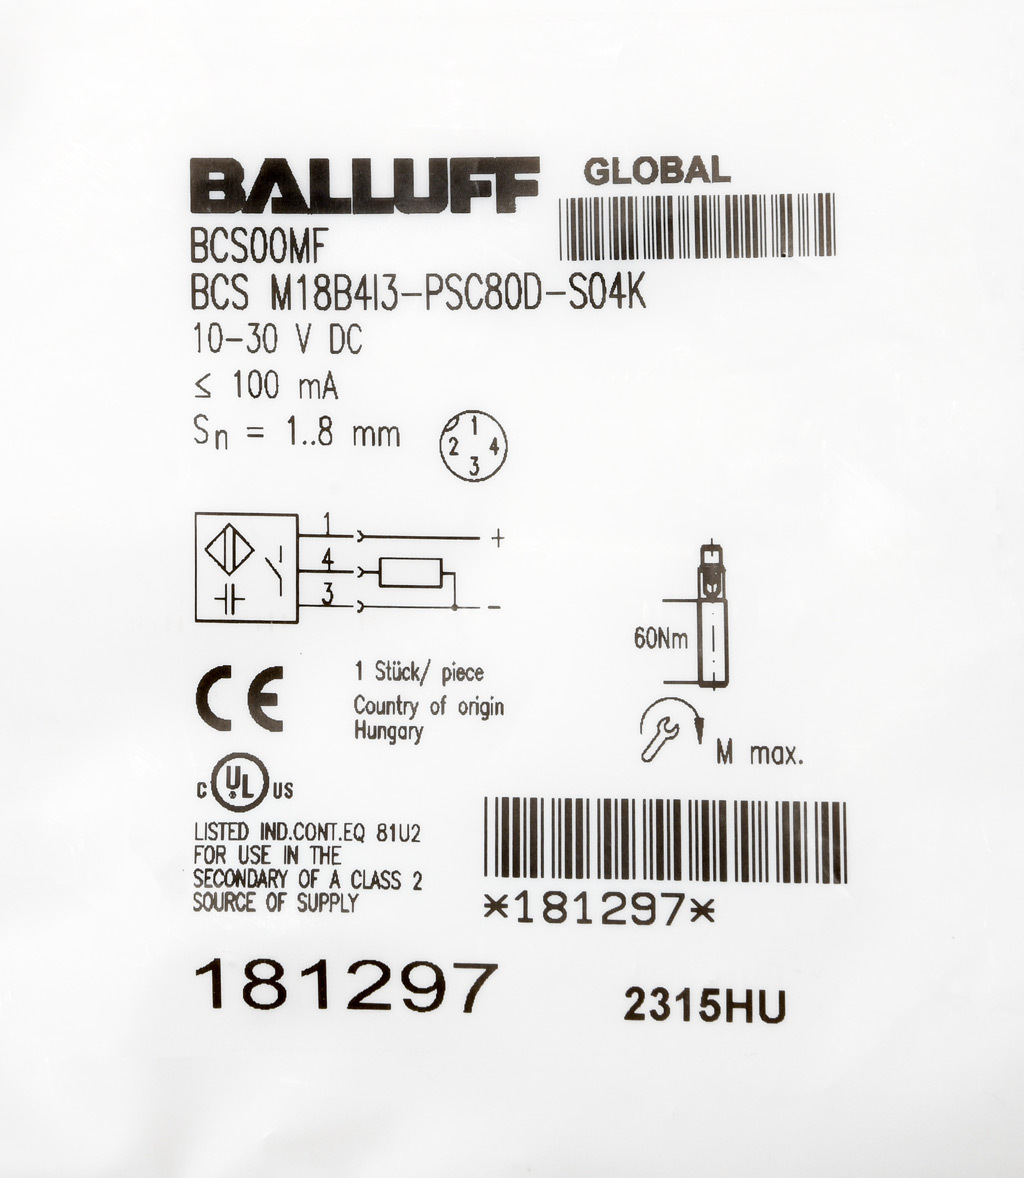 BALLUFF
GLOBAL
BCS00MF
BCS M18B4I3-PSC80D-S04K
10-30 V DC
≤ 100 mA
Sn = 1..8 mm
1
2 4
3
1 +
4
3 -
60Nm
M max.
CE
1 Stück/ piece
Country of origin
Hungary
C UL US
LISTED IND.CONT.EQ 81U2
FOR USE IN THE
SECONDARY OF A CLASS 2
SOURCE OF SUPPLY
*181297*
181297
2315HU